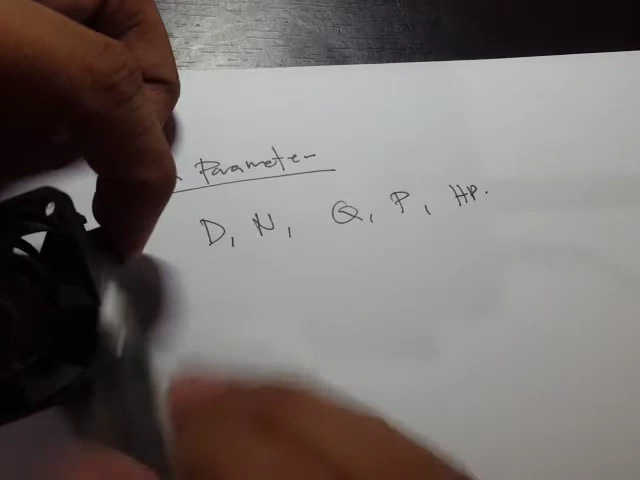 Parameter
D, N, Q, P, HP.